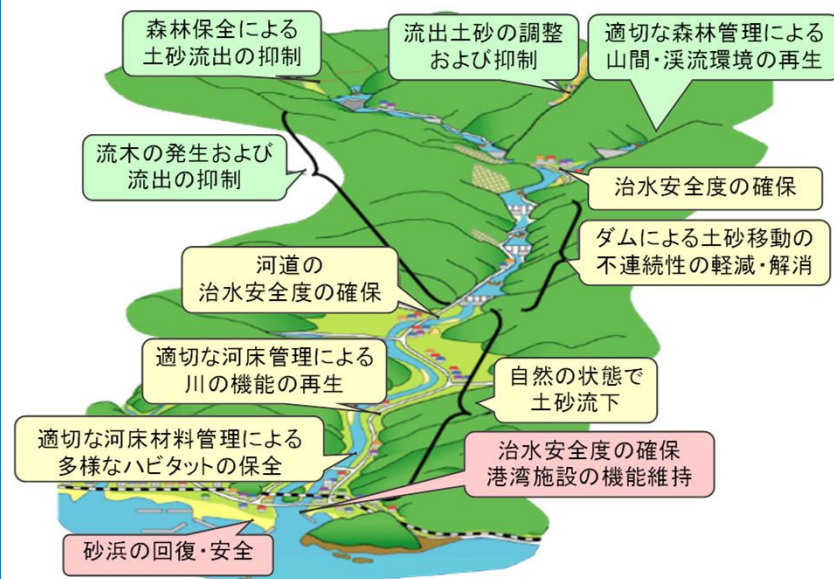 森林保全による
土砂流出の抑制
流出土砂の調整
および抑制
適切な森林管理による
山間・渓流環境の再生
流木の発生および
流出の抑制
治水安全度の確保
ダムによる土砂移動の
不連続性の軽減・解消
河道の
治水安全度の確保
適切な河床管理による
川の機能の再生
自然の状態で
土砂流下
適切な河床材料管理による
多様なハビタットの保全
治水安全度の確保
港湾施設の機能維持
砂浜の回復・安全